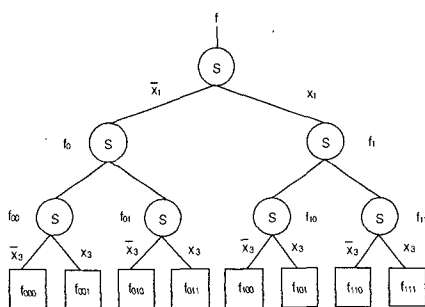 f
S
x̄₁ x₁
f₀ S S f₁
f₀₀ S f₀₁ S S f₁₀ S f₁₁
x̄₃ x₃ x̄₃ x₃ x̄₃ x₃ x̄₃ x₃
f₀₀₀ f₀₀₁ f₀₁₀ f₀₁₁ f₁₀₀ f₁₀₁ f₁₁₀ f₁₁₁